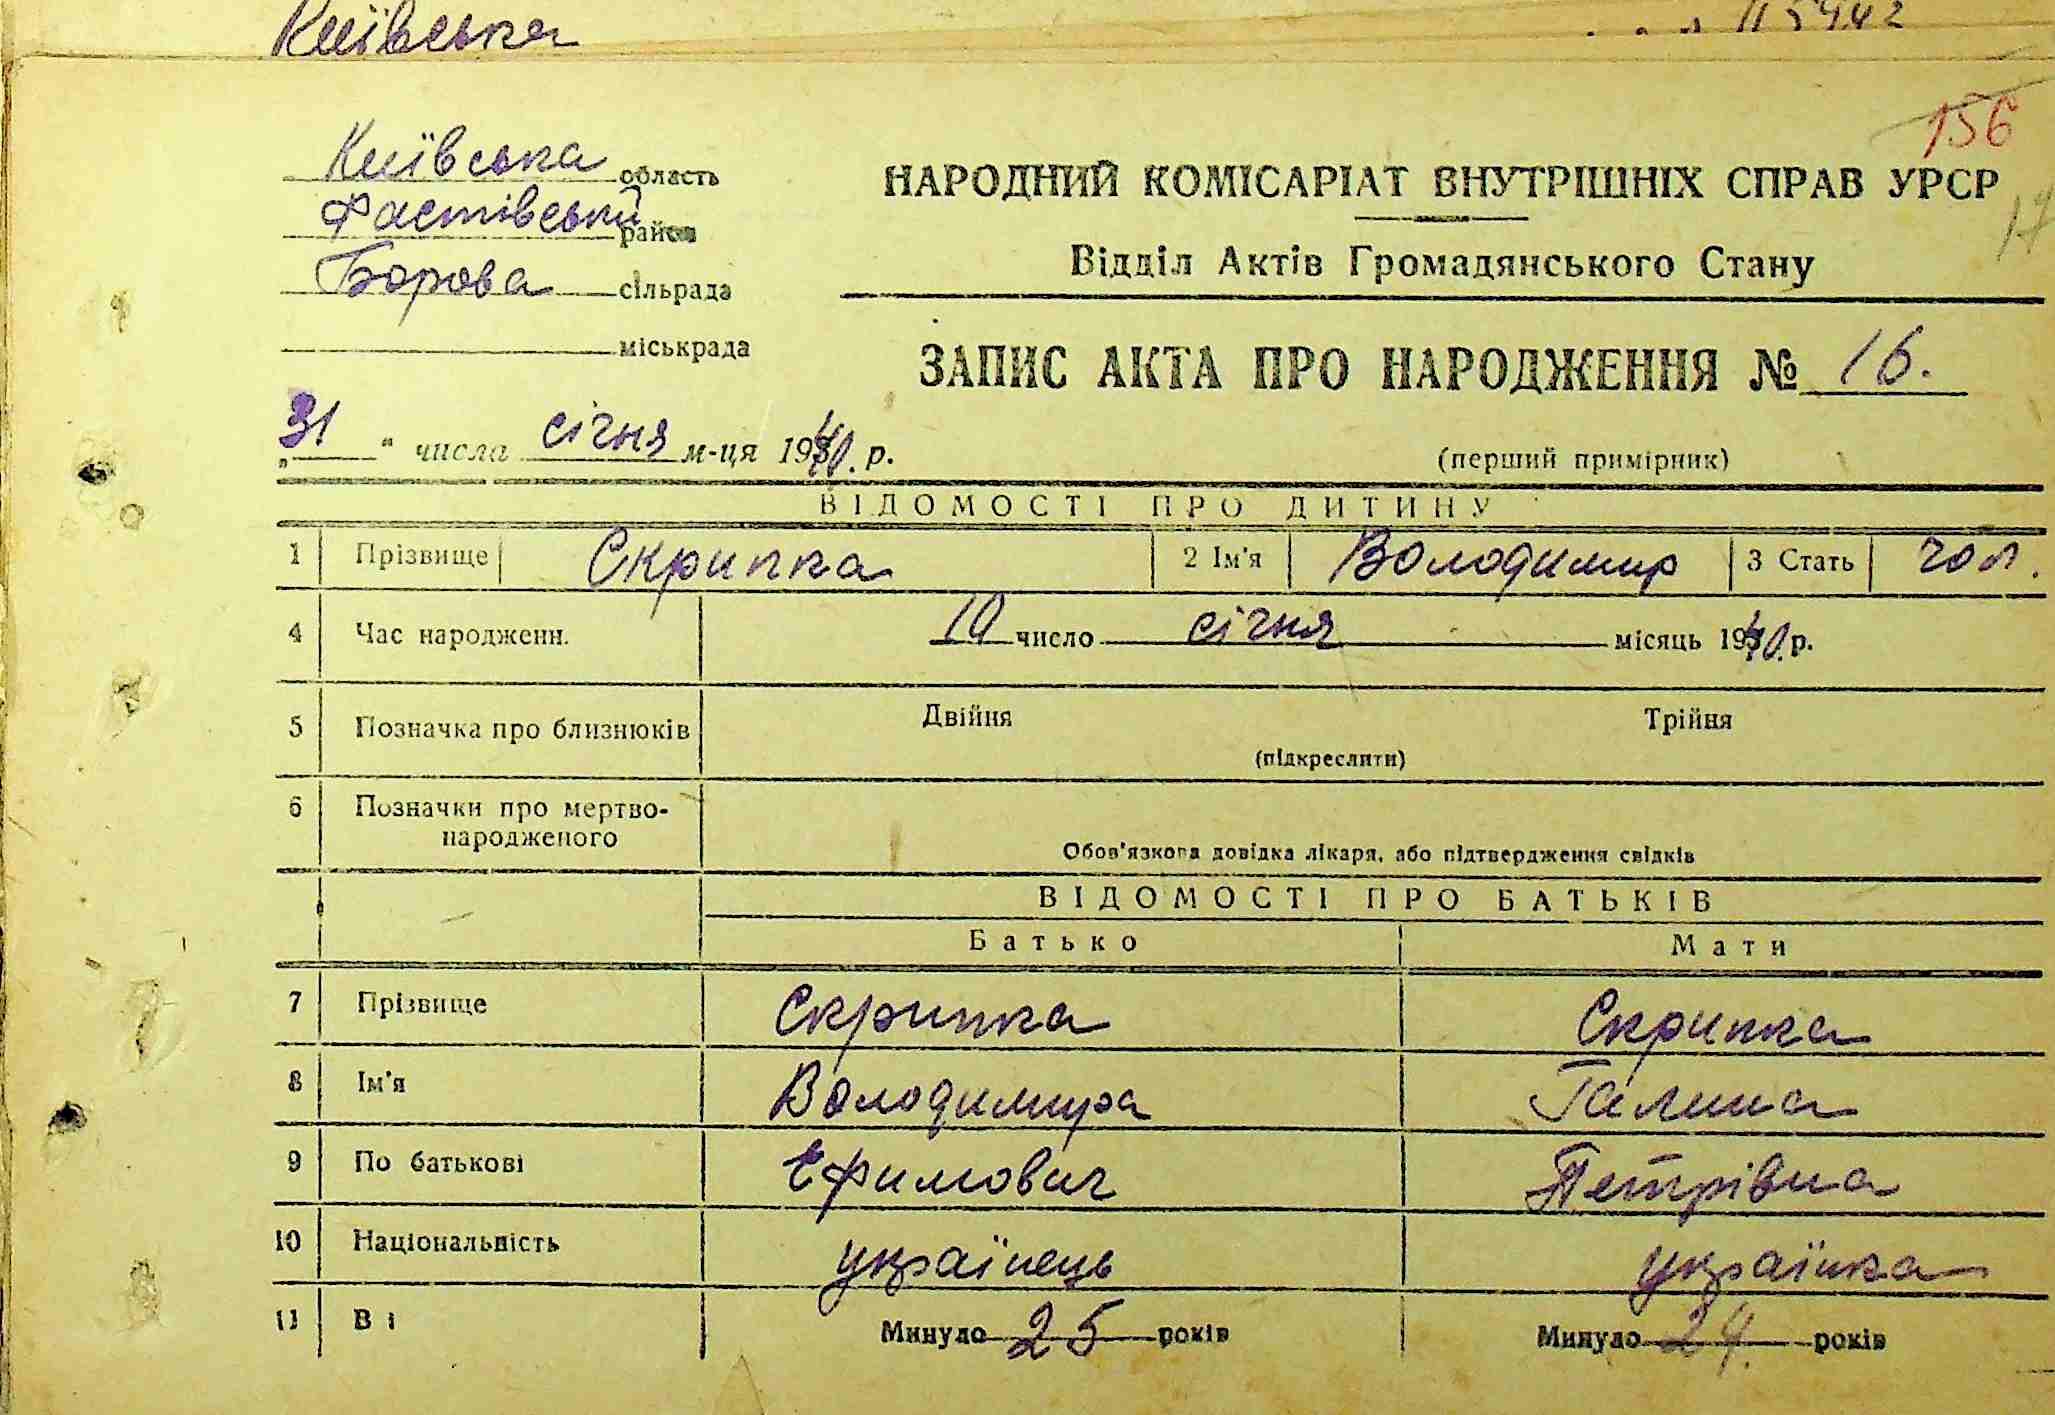 Київська
156
Київська область
Фастівський район
Борова сільрада
міськрада
НАРОДНИЙ КОМІСАРІАТ ВНУТРІШНІХ СПРАВ УРСР
17
Відділ Актів Громадянського Стану
ЗАПИС АКТА ПРО НАРОДЖЕННЯ № 16.
„31“ числа січня м-ця 1940. р.
(перший примірник)
ВІДОМОСТІ ПРО ДИТИНУ
1 Прізвище Скрипка 2 Ім'я Володимир 3 Стать чол.
4 Час народженн. 10 число січня місяць 1940. р.
5 Позначка про близнюків Двійня Трійня
(підкреслити)
6 Позначки про мертво-
народженого
Обов'язкова довідка лікаря, або підтвердження свідків
ВІДОМОСТІ ПРО БАТЬКІВ
Батько Мати
7 Прізвище Скрипка Скрипка
8 Ім'я Володимира Галина
9 По батькові Ефимович Петрівна
10 Національність українець українка
11 Ві Минуло 25 років Минуло 24. років